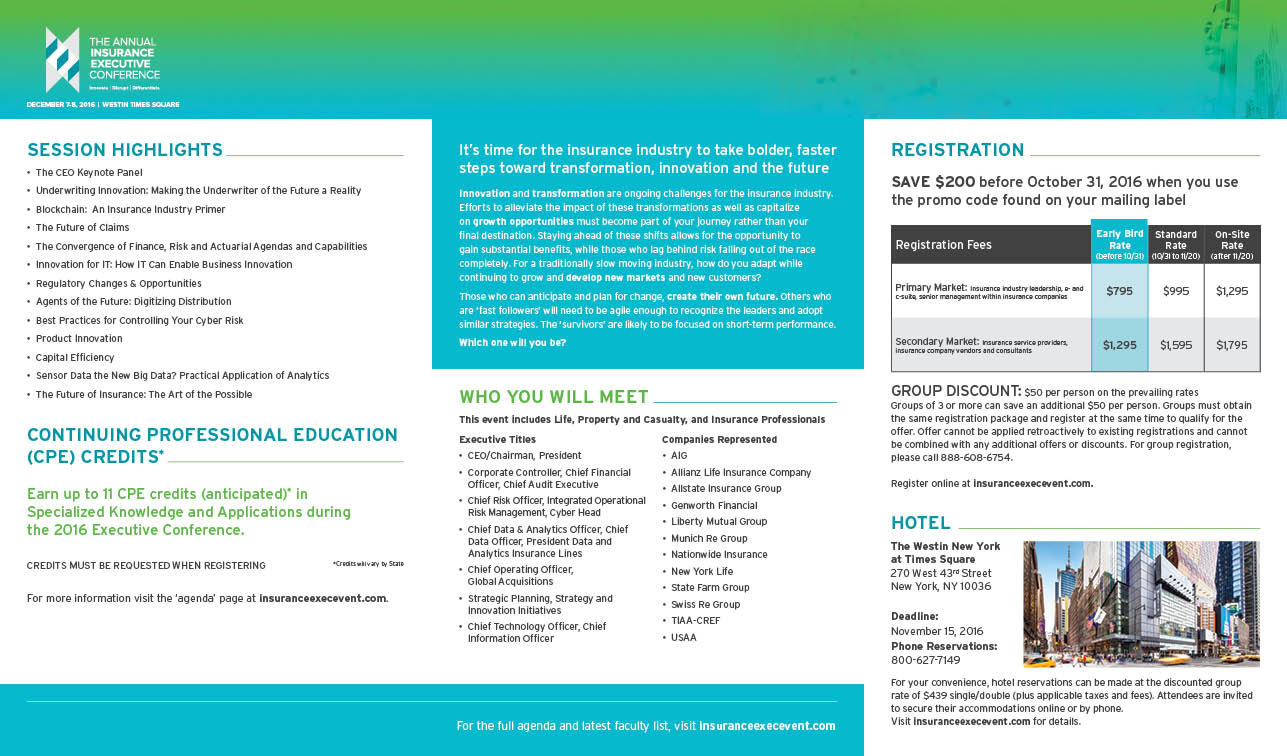 THE ANNUAL
INSURANCE
EXECUTIVE
CONFERENCE
Innovate | Disrupt | Differentiate
DECEMBER 7-8, 2016 | WESTIN TIMES SQUARE
SESSION HIGHLIGHTS
• The CEO Keynote Panel
• Underwriting Innovation: Making the Underwriter of the Future a Reality
• Blockchain: An Insurance Industry Primer
• The Future of Claims
• The Convergence of Finance, Risk and Actuarial Agendas and Capabilities
• Innovation for IT: How IT Can Enable Business Innovation
• Regulatory Changes & Opportunities
• Agents of the Future: Digitizing Distribution
• Best Practices for Controlling Your Cyber Risk
• Product Innovation
• Capital Efficiency
• Sensor Data the New Big Data? Practical Application of Analytics
• The Future of Insurance: The Art of the Possible
CONTINUING PROFESSIONAL EDUCATION
(CPE) CREDITS*
Earn up to 11 CPE credits (anticipated)* in
Specialized Knowledge and Applications during
the 2016 Executive Conference.
CREDITS MUST BE REQUESTED WHEN REGISTERING
*Credits will vary by State
For more information visit the ‘agenda’ page at insuranceexecevent.com.
It’s time for the insurance industry to take bolder, faster
steps toward transformation, innovation and the future
Innovation and transformation are ongoing challenges for the insurance industry.
Efforts to alleviate the impact of these transformations as well as capitalize
on growth opportunities must become part of your journey rather than your
final destination. Staying ahead of these shifts allows for the opportunity to
gain substantial benefits, while those who lag behind risk falling out of the race
completely. For a traditionally slow moving industry, how do you adapt while
continuing to grow and develop new markets and new customers?
Those who can anticipate and plan for change, create their own future. Others who
are ‘fast followers’ will need to be agile enough to recognize the leaders and adopt
similar strategies. The ‘survivors’ are likely to be focused on short-term performance.
Which one will you be?
WHO YOU WILL MEET
This event includes Life, Property and Casualty, and Insurance Professionals
Executive Titles
• CEO/Chairman, President
• Corporate Controller, Chief Financial
Officer, Chief Audit Executive
• Chief Risk Officer, Integrated Operational
Risk Management, Cyber Head
• Chief Data & Analytics Officer, Chief
Data Officer, President Data and
Analytics Insurance Lines
• Chief Operating Officer,
Global Acquisitions
• Strategic Planning, Strategy and
Innovation Initiatives
• Chief Technology Officer, Chief
Information Officer
Companies Represented
• AIG
• Allianz Life Insurance Company
• Allstate Insurance Group
• Genworth Financial
• Liberty Mutual Group
• Munich Re Group
• Nationwide Insurance
• New York Life
• State Farm Group
• Swiss Re Group
• TIAA-CREF
• USAA
For the full agenda and latest faculty list, visit insuranceexecevent.com
REGISTRATION
SAVE $200 before October 31, 2016 when you use
the promo code found on your mailing label
Registration Fees
Early Bird
Rate
(before 10/31)
Standard
Rate
(10/31 to 11/20)
On-Site
Rate
(after 11/20)
Primary Market: Insurance industry leadership, e- and
c-suite, senior management within insurance companies
$795
$995
$1,295
Secondary Market: Insurance service providers,
insurance company vendors and consultants
$1,295
$1,595
$1,795
GROUP DISCOUNT: $50 per person on the prevailing rates
Groups of 3 or more can save an additional $50 per person. Groups must obtain
the same registration package and register at the same time to qualify for the
offer. Offer cannot be applied retroactively to existing registrations and cannot
be combined with any additional offers or discounts. For group registration,
please call 888-608-6754.
Register online at insuranceexecevent.com.
HOTEL
The Westin New York
at Times Square
270 West 43rd Street
New York, NY 10036
Deadline:
November 15, 2016
Phone Reservations:
800-627-7149
For your convenience, hotel reservations can be made at the discounted group
rate of $439 single/double (plus applicable taxes and fees). Attendees are invited
to secure their accommodations online or by phone.
Visit insuranceexecevent.com for details.